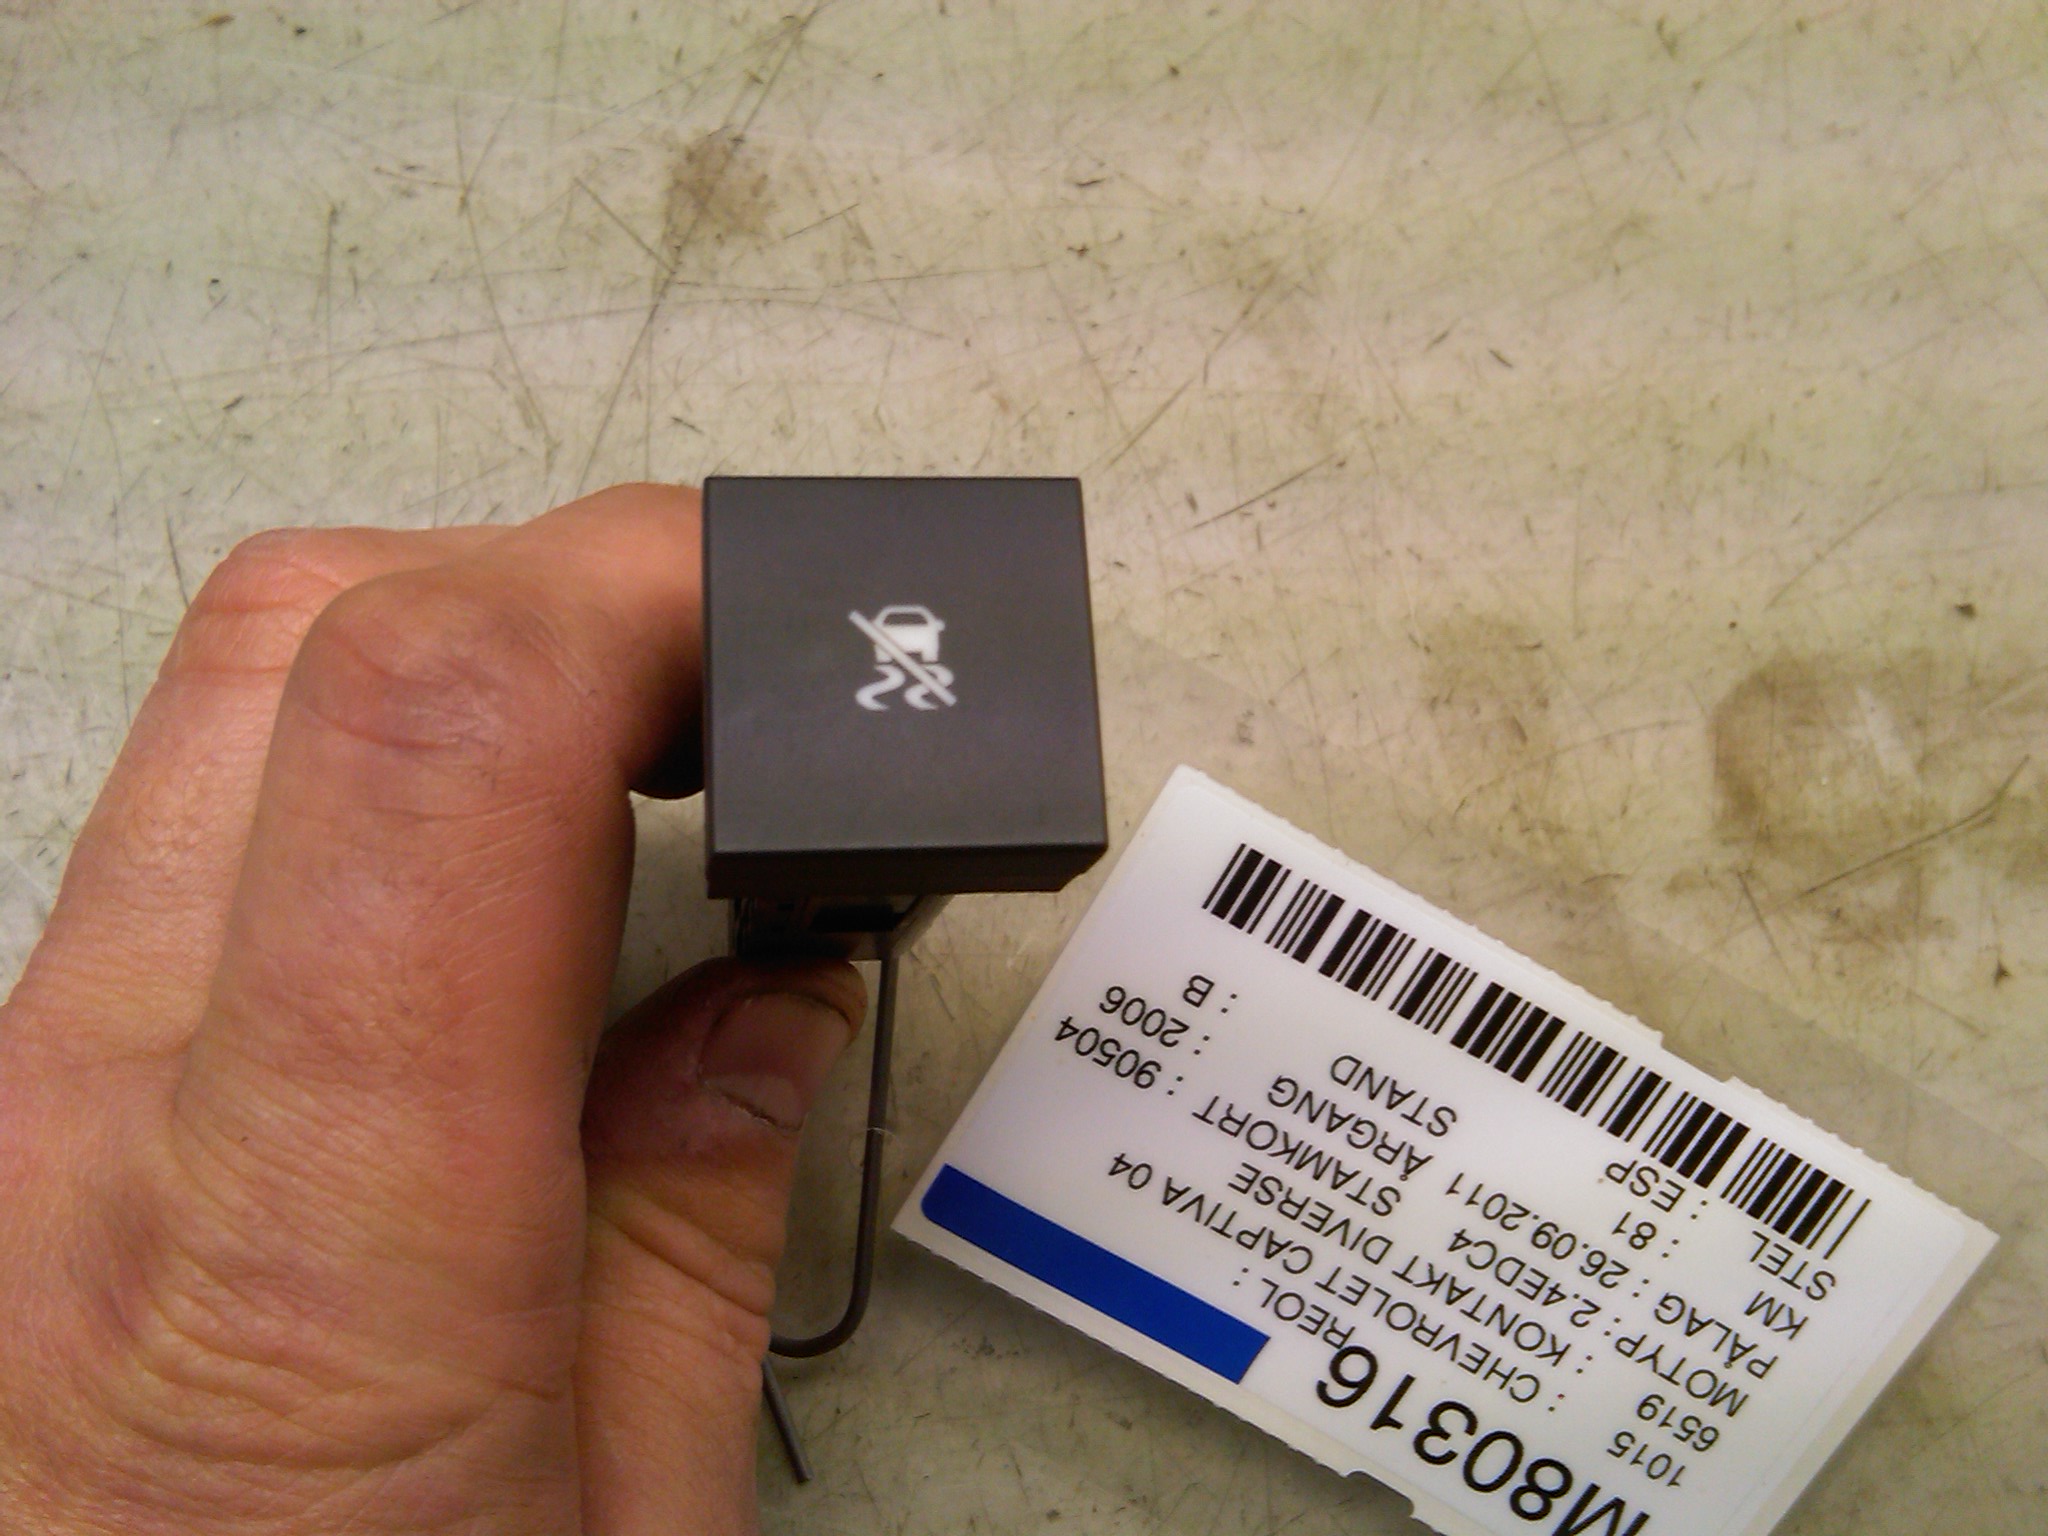 M80316 REOL :
1015 : CHEVROLET CAPTIVA 04
6519 : KONTAKT DIVERSE
MOTYP : 2.4EDC4 STAMKORT : 90504
PÅLAG : 26.09.2011 ÅRGANG : 2006
KM : 81 STAND : B
STEL : ESP